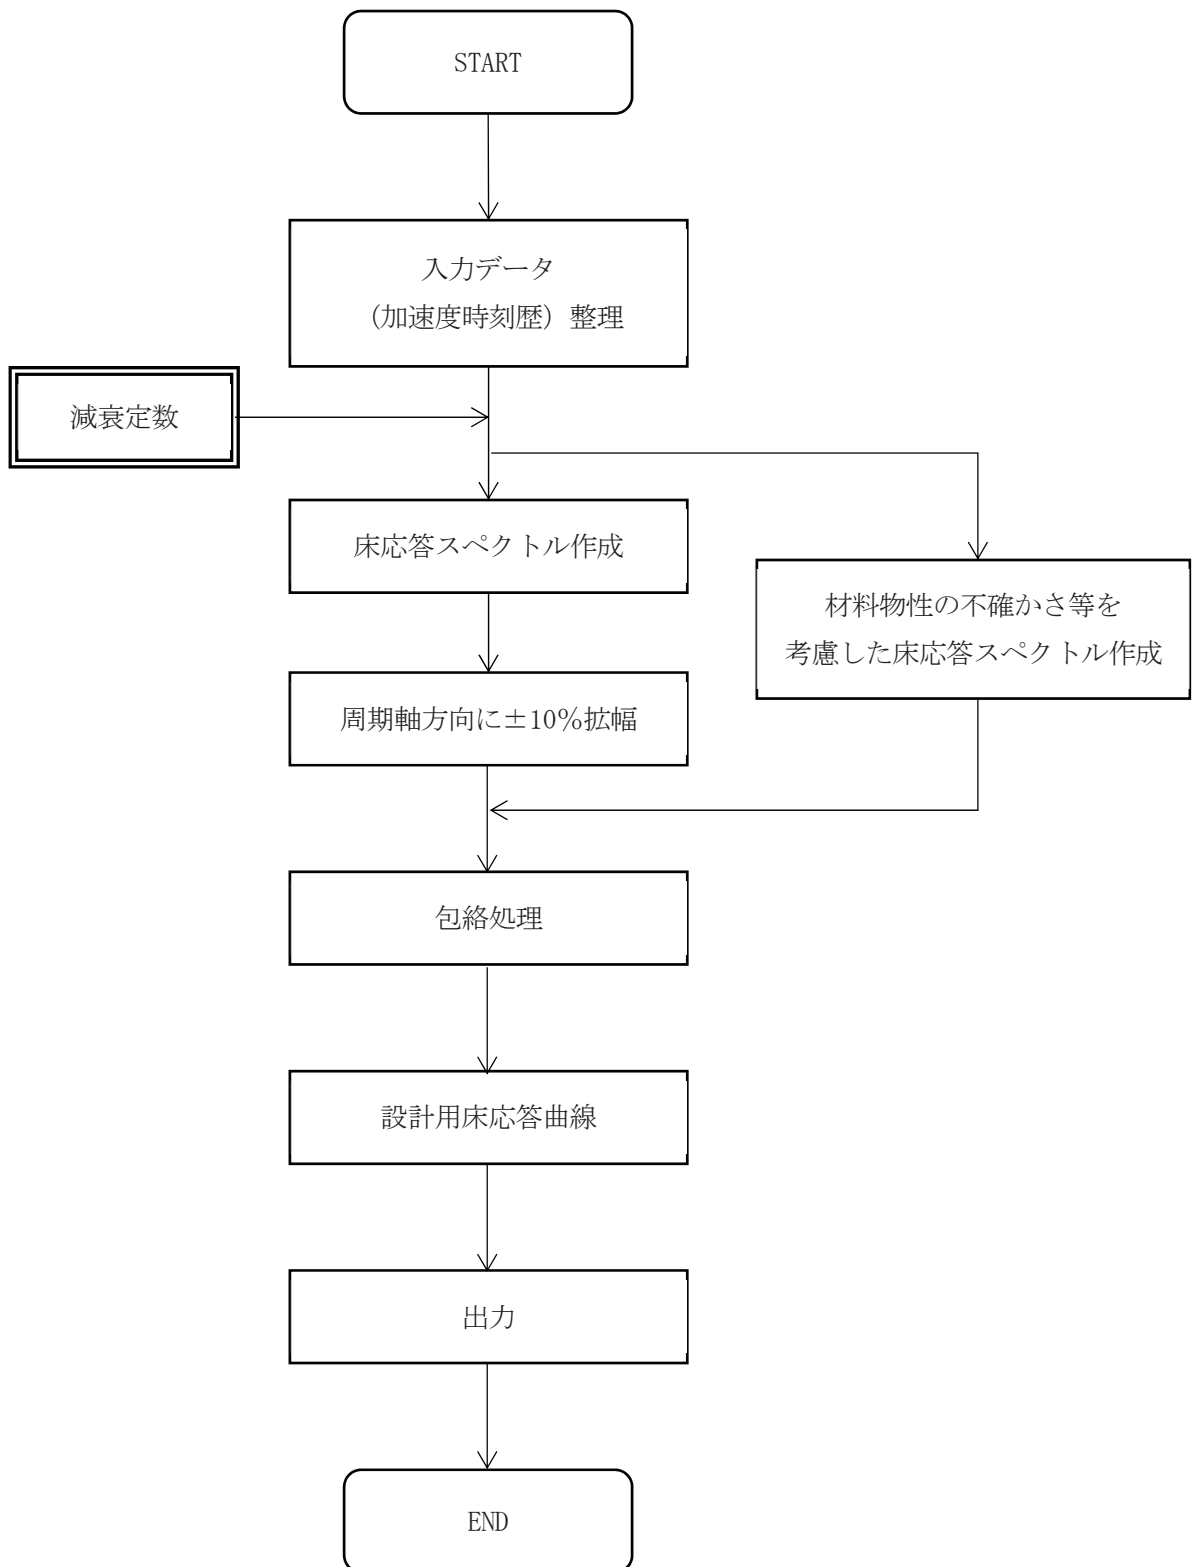 START
入力データ
(加速度時刻歴)整理
減衰定数
床応答スペクトル作成
材料物性の不確かさ等を
考慮した床応答スペクトル作成
周期軸方向に±10%拡幅
包絡処理
設計用床応答曲線
出力
END